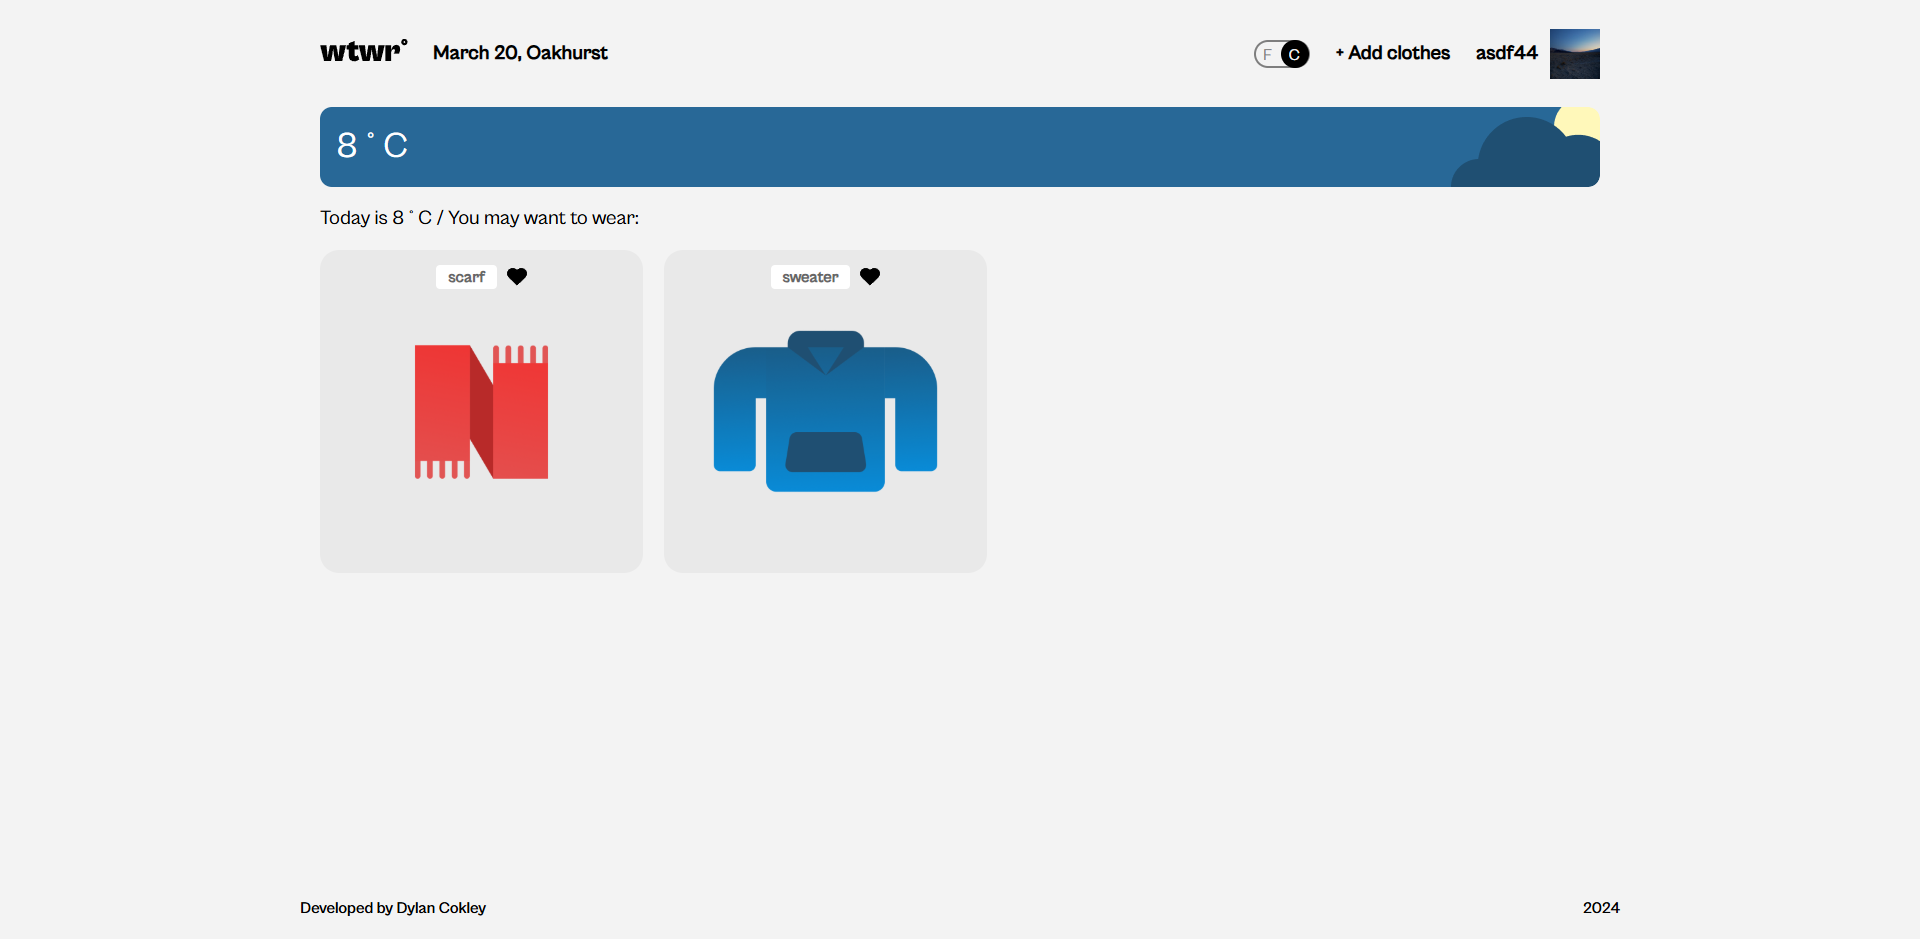 wtwr°
March 20, Oakhurst
F C
+ Add clothes
asdf44
8 ° C
Today is 8 ° C / You may want to wear:
scarf
sweater
Developed by Dylan Cokley
2024